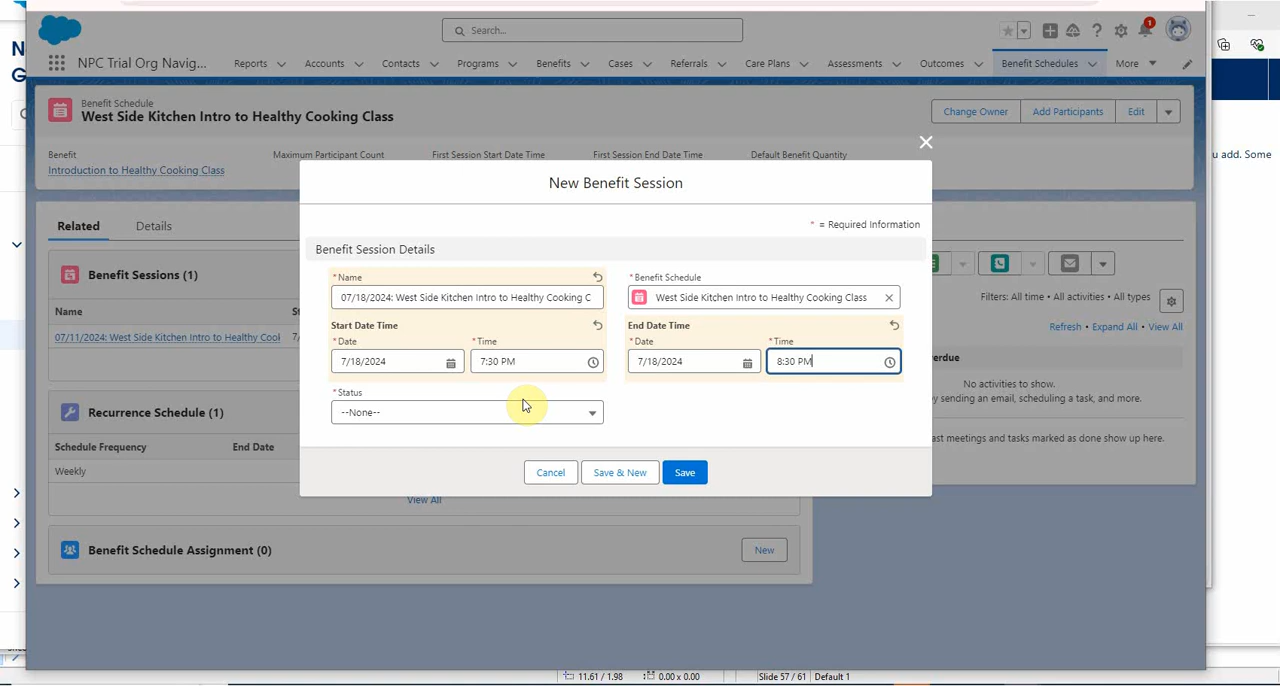 N
G
Search...
1
NPC Trial Org Navig...
Reports
Accounts
Contacts
Programs
Benefits
Cases
Referrals
Care Plans
Assessments
Outcomes
Benefit Schedules
More
Benefit Schedule
West Side Kitchen Intro to Healthy Cooking Class
Change Owner
Add Participants
Edit
Benefit
Maximum Participant Count
First Session Start Date Time
First Session End Date Time
Default Benefit Quantity
Introduction to Healthy Cooking Class
u add. Some
New Benefit Session
* = Required Information
Benefit Session Details
*Name
07/18/2024: West Side Kitchen Intro to Healthy Cooking C
*Benefit Schedule
West Side Kitchen Intro to Healthy Cooking Class
Start Date Time
End Date Time
*Date
*Time
*Date
*Time
7/18/2024
7:30 PM
7/18/2024
8:30 PM
*Status
--None--
Cancel
Save & New
Save
Related
Details
Benefit Sessions (1)
Name
St
07/11/2024: West Side Kitchen Intro to Healthy Cool
7/
Recurrence Schedule (1)
Schedule Frequency
End Date
Weekly
View All
Benefit Schedule Assignment (0)
New
Filters: All time • All activities • All types
Refresh • Expand All • View All
erdue
No activities to show.
y sending an email, scheduling a task, and more.
ast meetings and tasks marked as done show up here.
11.61 / 1.98
0.00 x 0.00
Slide 57 / 61
Default 1